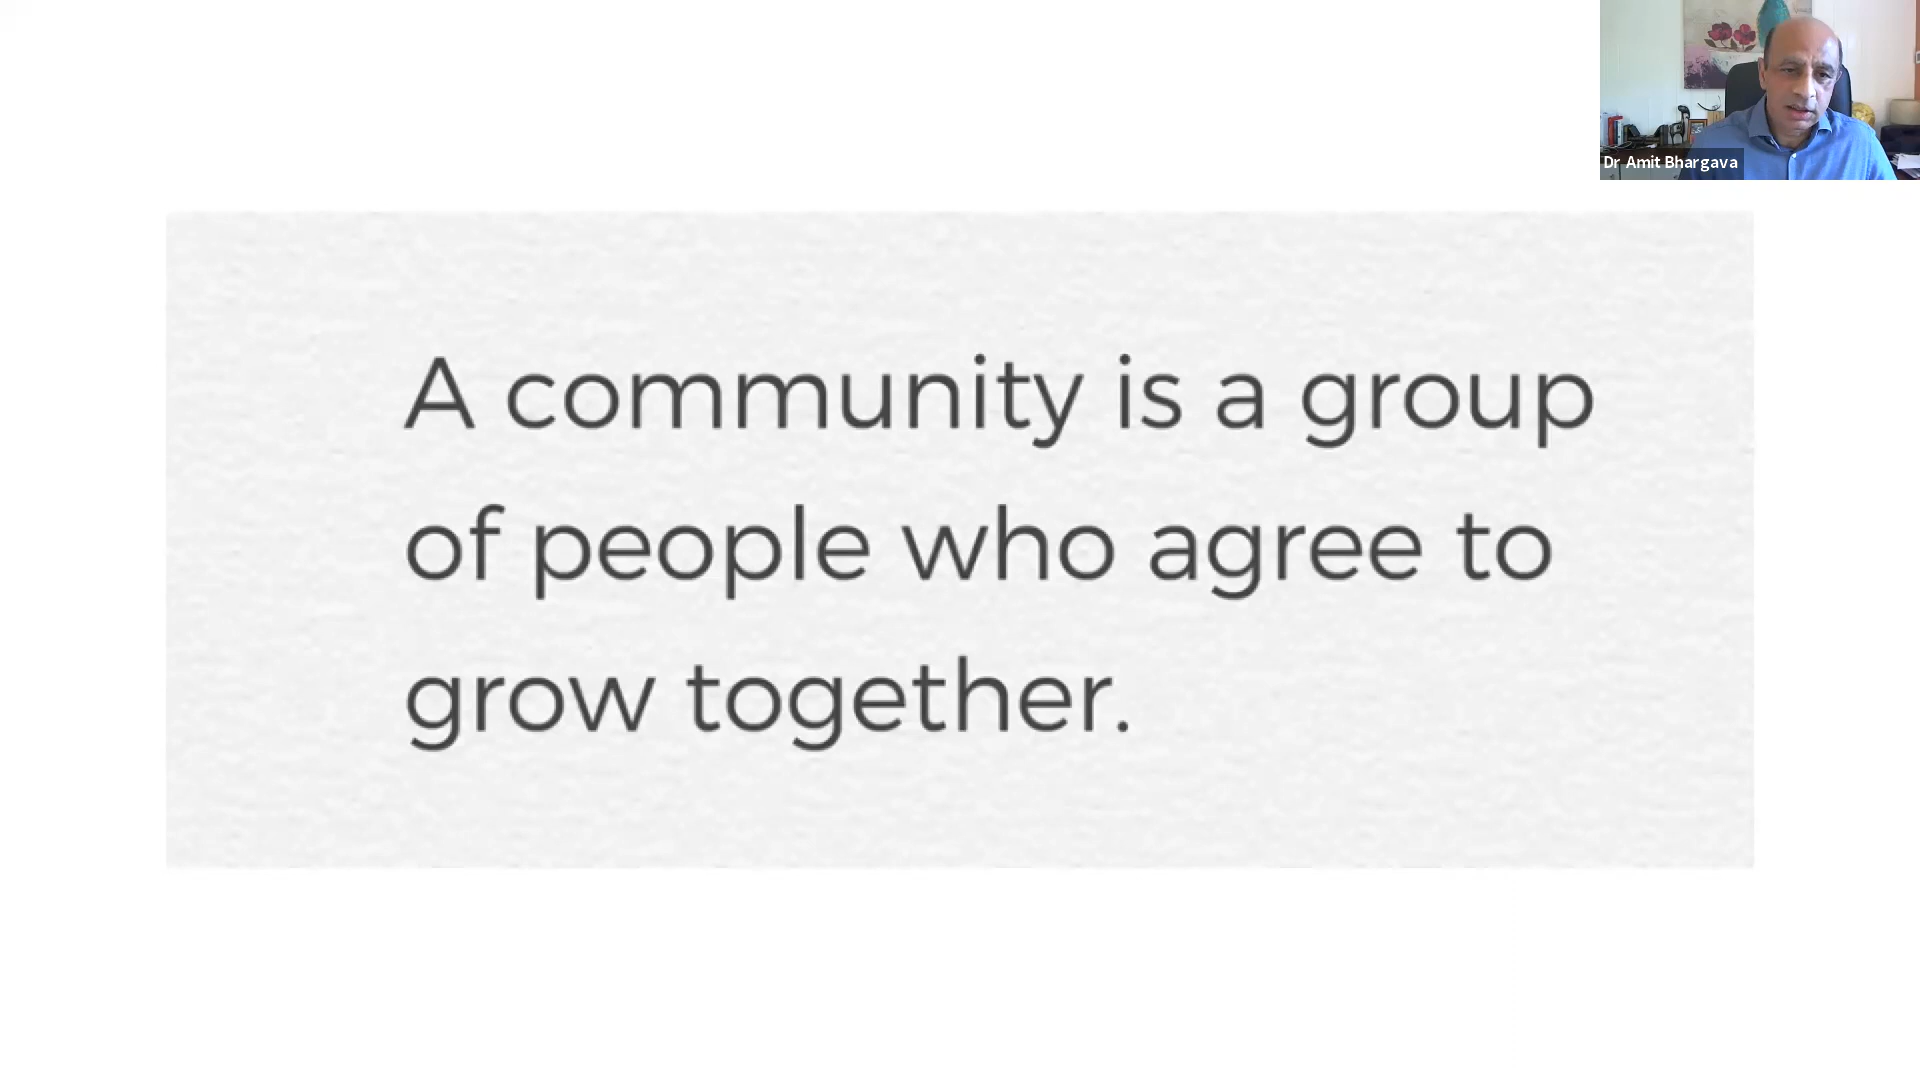 Dr Amit Bhargava
A community is a group
of people who agree to
grow together.